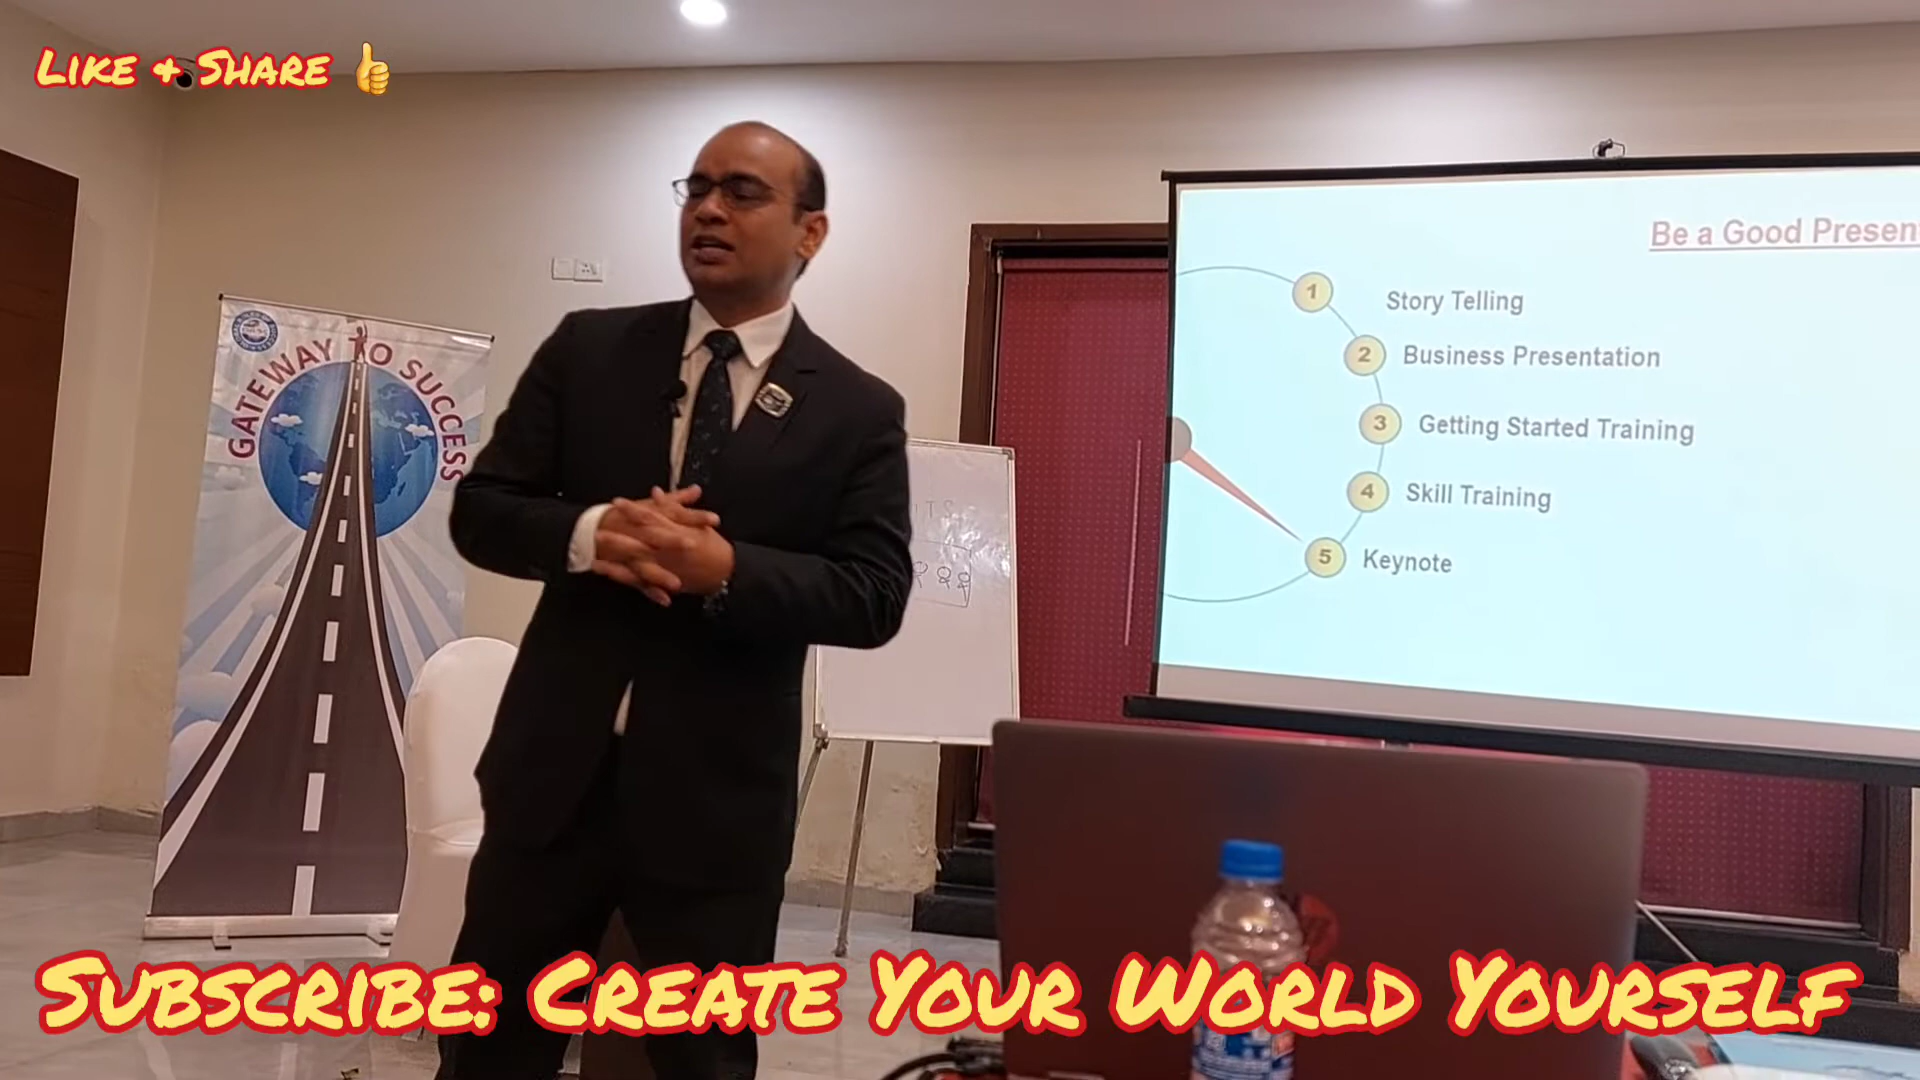 Like & Share 👍
GATEWAY TO SUCCESS
Be a Good Presen
1 Story Telling
2 Business Presentation
3 Getting Started Training
4 Skill Training
5 Keynote
Subscribe: Create Your World Yourself